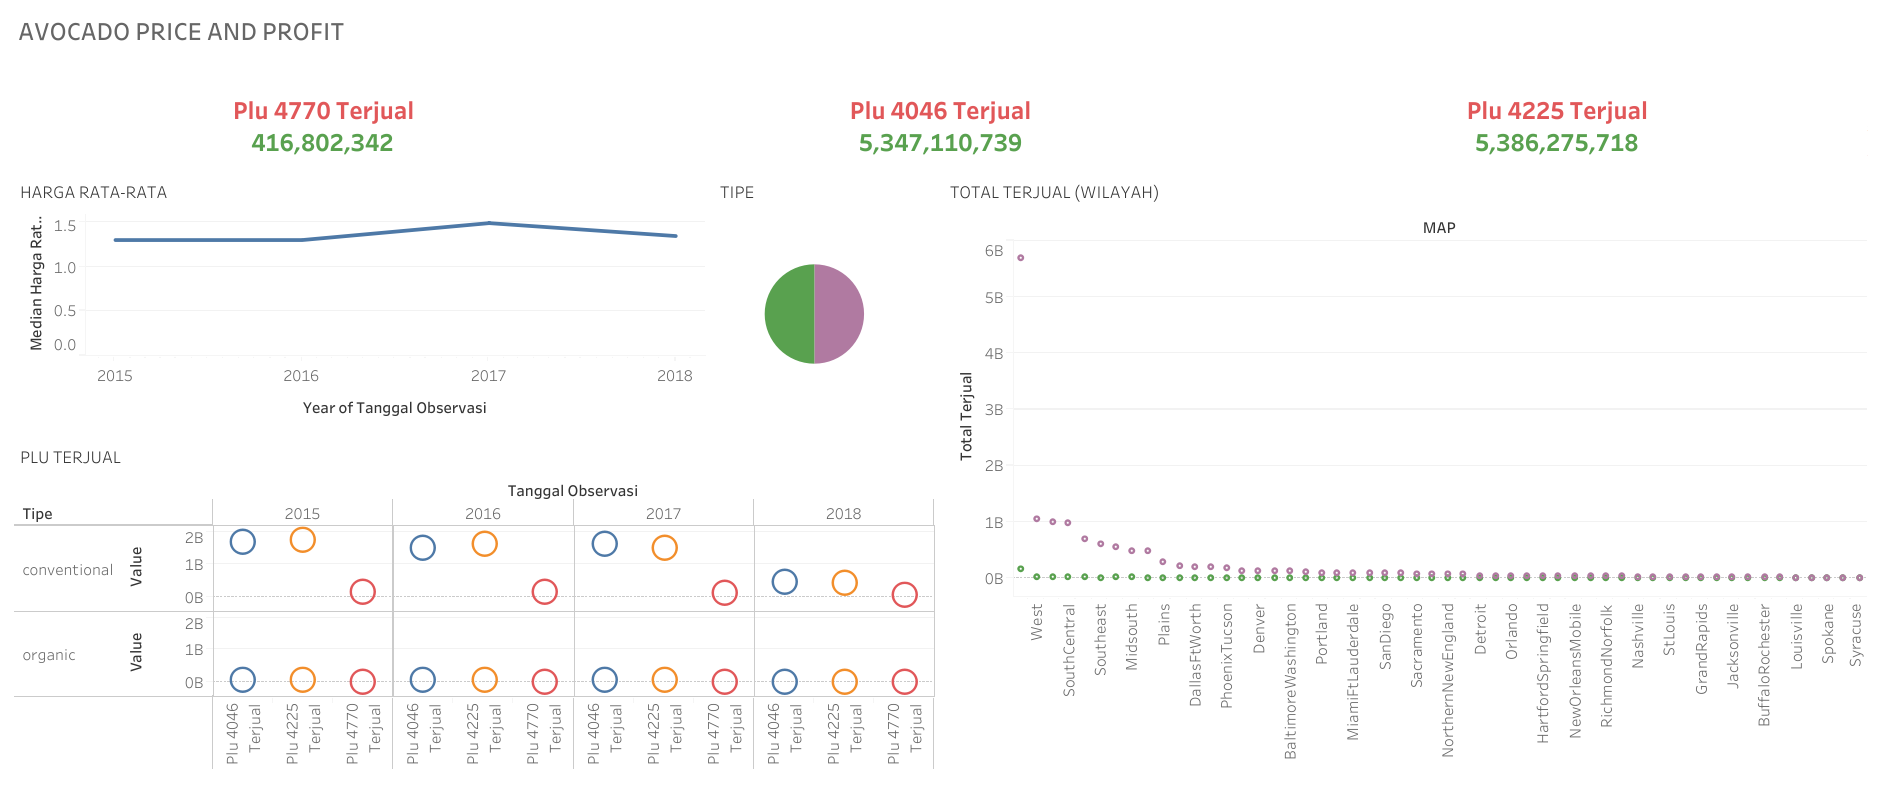 AVOCADO PRICE AND PROFIT
Plu 4770 Terjual
416,802,342
Plu 4046 Terjual
5,347,110,739
Plu 4225 Terjual
5,386,275,718
HARGA RATA-RATA
Median Harga Rat..
1.5
1.0
0.5
0.0
2015
2016
2017
2018
Year of Tanggal Observasi
TIPE
TOTAL TERJUAL (WILAYAH)
MAP
Total Terjual
6B
5B
4B
3B
2B
1B
0B
West
SouthCentral
Southeast
Midsouth
Plains
DallasFtWorth
PhoenixTucson
Denver
BaltimoreWashington
Portland
MiamiFtLauderdale
SanDiego
Sacramento
NorthernNewEngland
Detroit
Orlando
HartfordSpringfield
NewOrleansMobile
RichmondNorfolk
Nashville
StLouis
GrandRapids
Jacksonville
BuffaloRochester
Louisville
Spokane
Syracuse
PLU TERJUAL
Tanggal Observasi
Tipe
2015
2016
2017
2018
conventional
Value
2B
1B
0B
organic
Value
2B
1B
0B
Plu 4046
Terjual
Plu 4225
Terjual
Plu 4770
Terjual
Plu 4046
Terjual
Plu 4225
Terjual
Plu 4770
Terjual
Plu 4046
Terjual
Plu 4225
Terjual
Plu 4770
Terjual
Plu 4046
Terjual
Plu 4225
Terjual
Plu 4770
Terjual